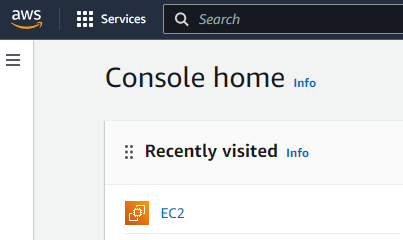 aws Services Search
Console home Info
Recently visited Info
EC2